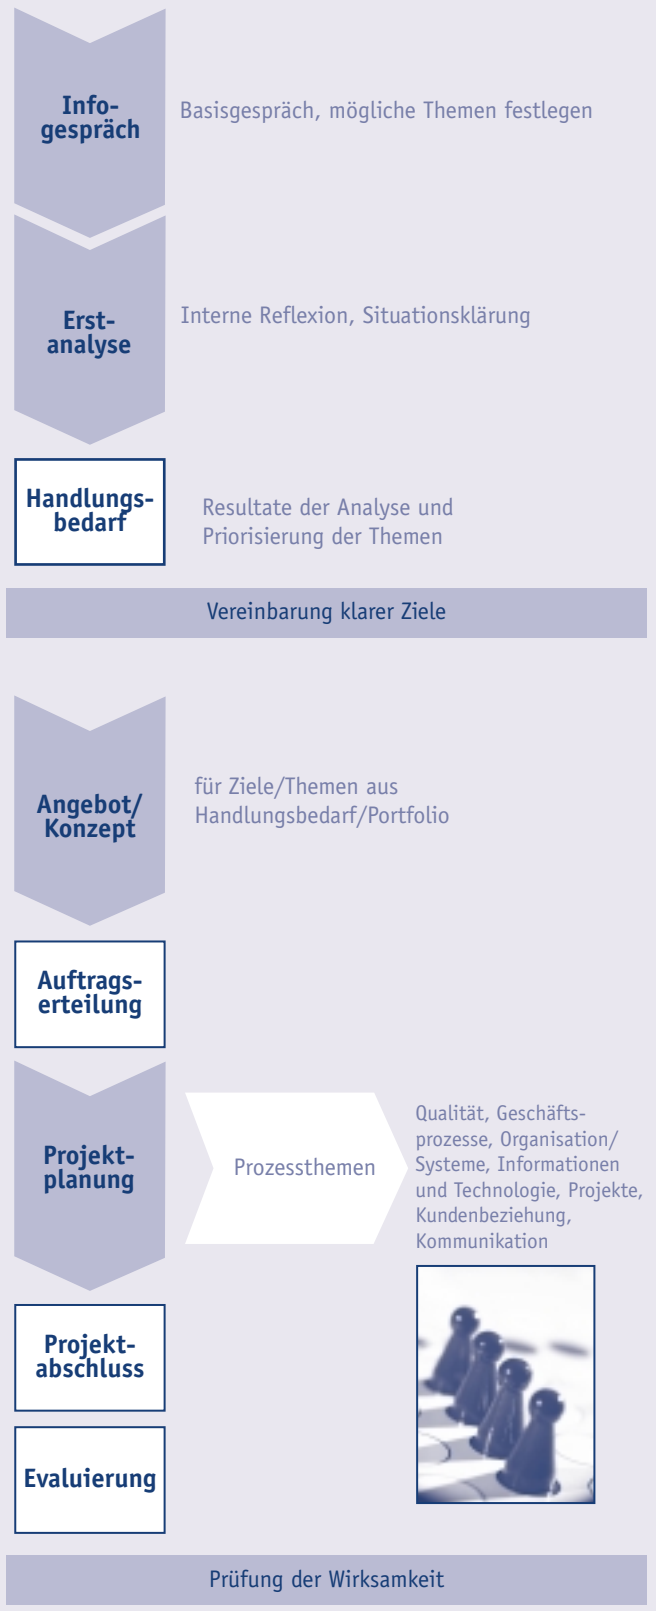 Info-
gespräch
Basisgespräch, mögliche Themen festlegen
Erst-
analyse
Interne Reflexion, Situationsklärung
Handlungs-
bedarf
Resultate der Analyse und
Priorisierung der Themen
Vereinbarung klarer Ziele
Angebot/
Konzept
für Ziele/Themen aus
Handlungsbedarf/Portfolio
Auftrags-
erteilung
Projekt-
planung
Prozessthemen
Qualität, Geschäfts-
prozesse, Organisation/
Systeme, Informationen
und Technologie, Projekte,
Kundenbeziehung,
Kommunikation
Projekt-
abschluss
Evaluierung
Prüfung der Wirksamkeit